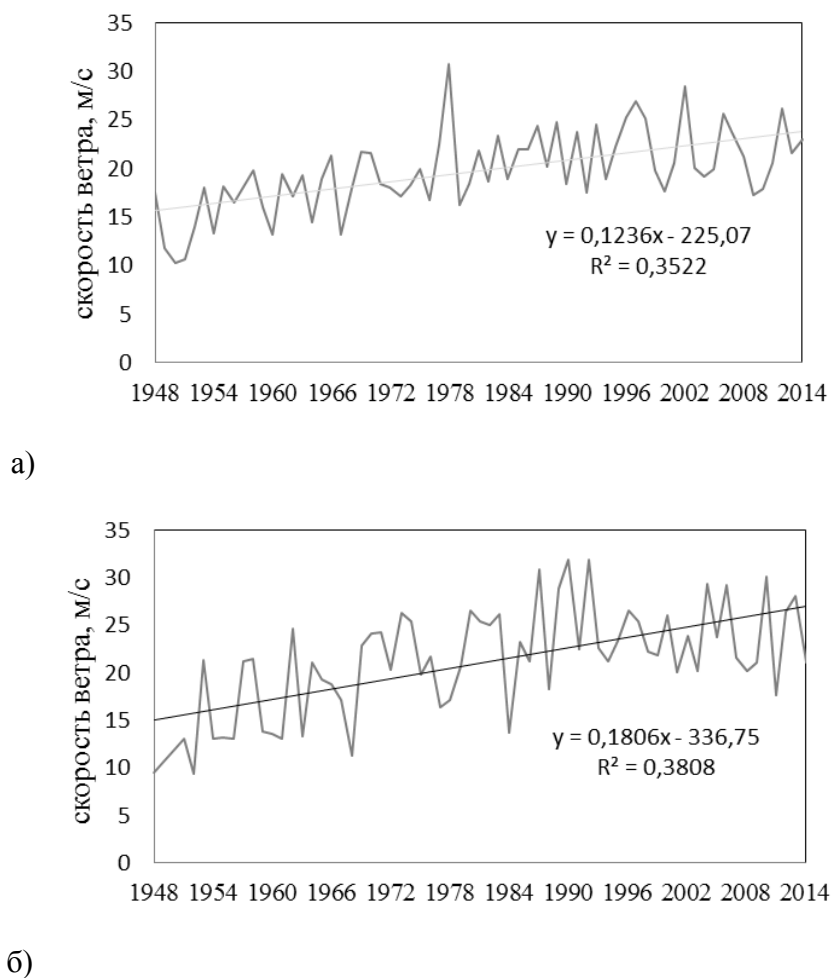 35
30
25
20
15
10
5
0
скорость ветра, м/с
y = 0,1236x - 225,07
R² = 0,3522
1948 1954 1960 1966 1972 1978 1984 1990 1996 2002 2008 2014
а)
35
30
25
20
15
10
5
0
скорость ветра, м/с
y = 0,1806x - 336,75
R² = 0,3808
1948 1954 1960 1966 1972 1978 1984 1990 1996 2002 2008 2014
б)